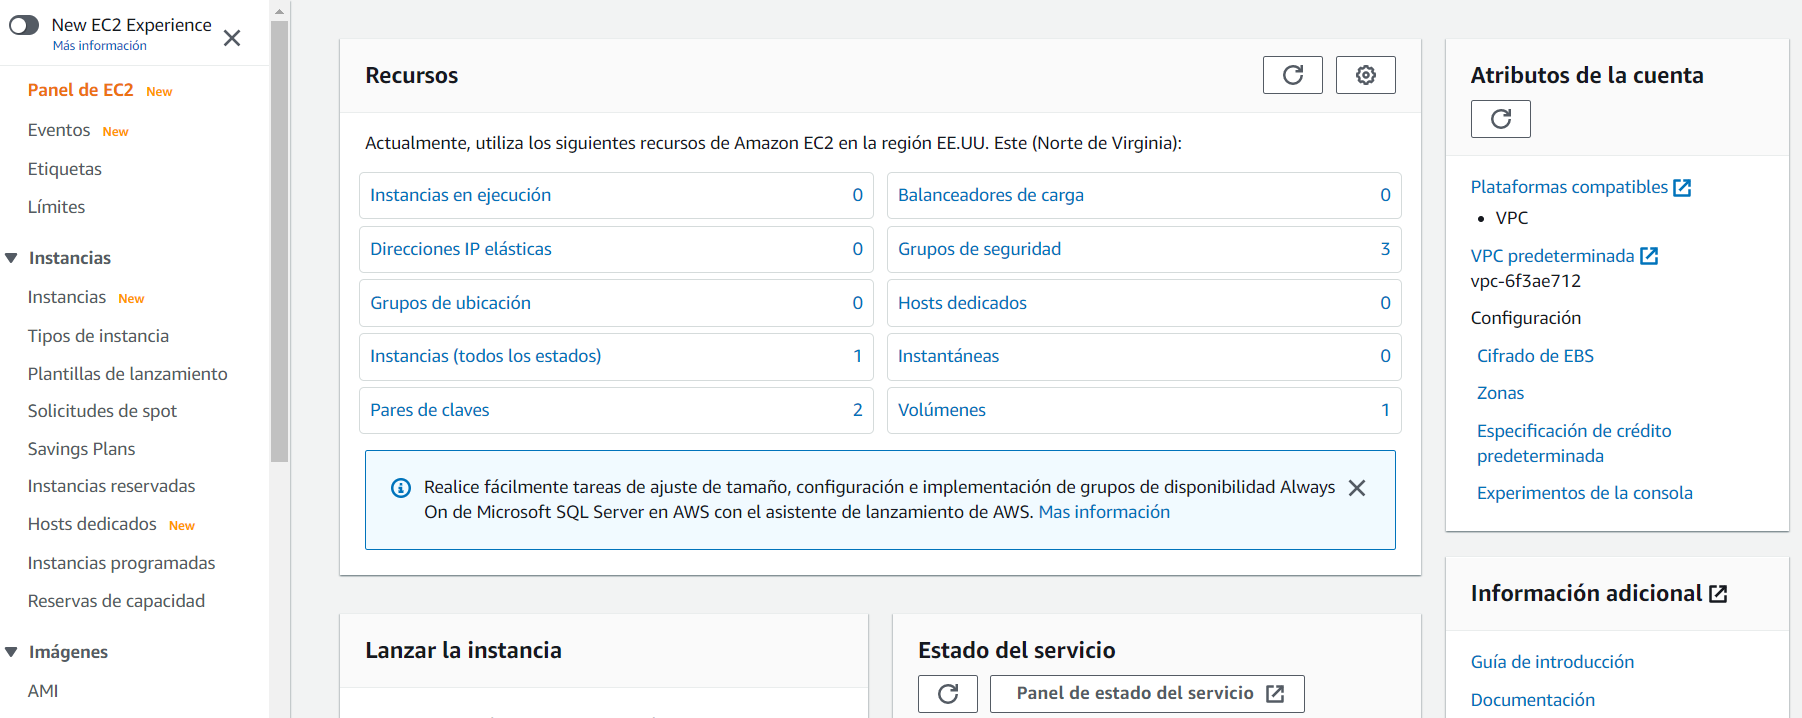 New EC2 Experience
Más información
Panel de EC2 New
Eventos New
Etiquetas
Límites
Instancias
Instancias New
Tipos de instancia
Plantillas de lanzamiento
Solicitudes de spot
Savings Plans
Instancias reservadas
Hosts dedicados New
Instancias programadas
Reservas de capacidad
Imágenes
AMI
Recursos
Actualmente, utiliza los siguientes recursos de Amazon EC2 en la región EE.UU. Este (Norte de Virginia):
Instancias en ejecución 0
Balanceadores de carga 0
Direcciones IP elásticas 0
Grupos de seguridad 3
Grupos de ubicación 0
Hosts dedicados 0
Instancias (todos los estados) 1
Instantáneas 0
Pares de claves 2
Volúmenes 1
Realice fácilmente tareas de ajuste de tamaño, configuración e implementación de grupos de disponibilidad Always
On de Microsoft SQL Server en AWS con el asistente de lanzamiento de AWS. Mas información
Lanzar la instancia
Estado del servicio
Panel de estado del servicio
Atributos de la cuenta
Plataformas compatibles
• VPC
VPC predeterminada
vpc-6f3ae712
Configuración
Cifrado de EBS
Zonas
Especificación de crédito
predeterminada
Experimentos de la consola
Información adicional
Guía de introducción
Documentación